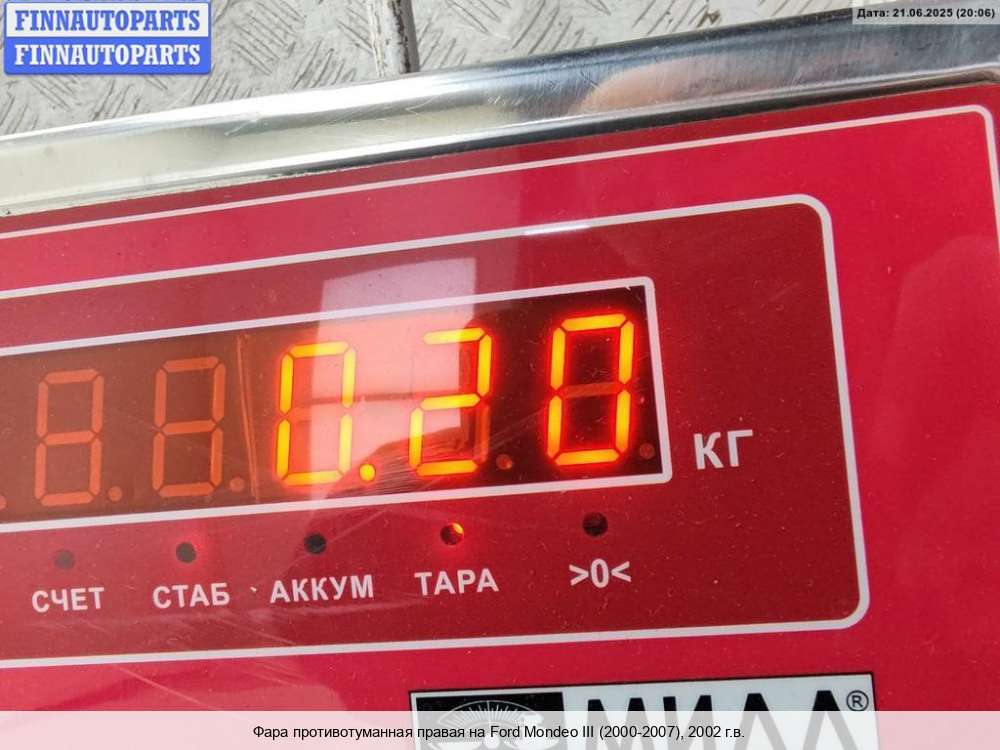 FINNAUTOPARTS
FINNAUTOPARTS
Дата: 21.06.2025 (20:06)
0.20
КГ
СЧЕТ СТАБ АККУМ ТАРА >0<
®
Фара противотуманная правая на Ford Mondeo III (2000-2007), 2002 г.в.